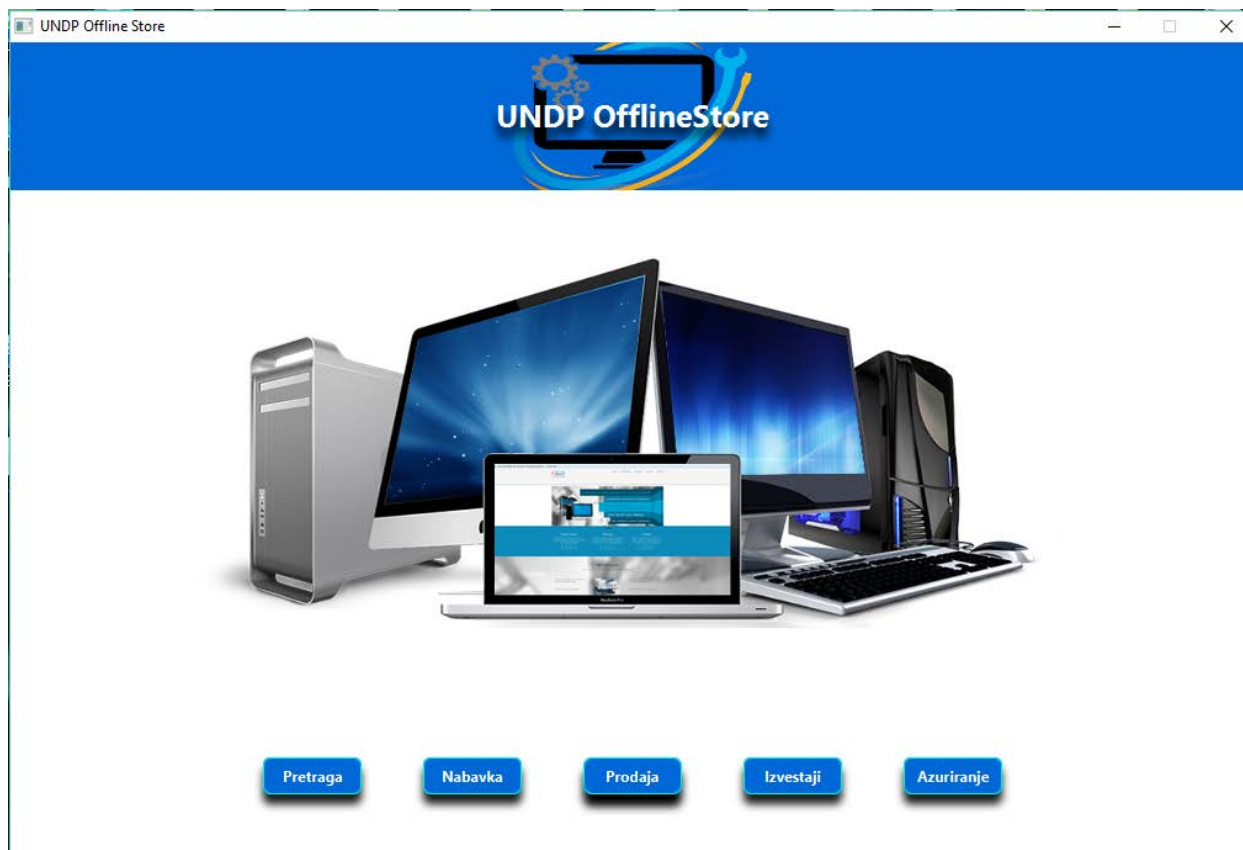 UNDP Offline Store
UNDP OfflineStore
Pretraga
Nabavka
Prodaja
Izvestaji
Azuriranje